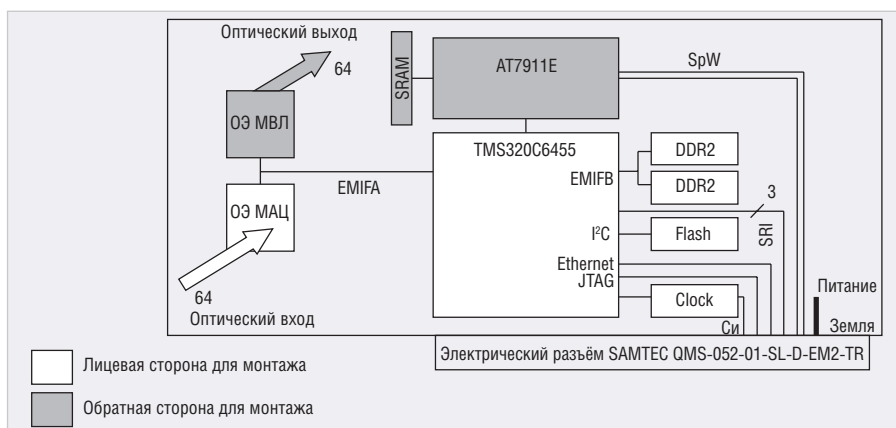 Оптический выход
64
SRAM
AT7911E
SpW
ОЭ МВЛ
TMS320C6455
EMIFA
EMIFB
DDR2
DDR2
ОЭ МАЦ
3
SRI
I²C
Flash
Ethernet
JTAG
Clock
64
Оптический вход
Питание
Си
Земля
Электрический разъём SAMTEC QMS-052-01-SL-D-EM2-TR
Лицевая сторона для монтажа
Обратная сторона для монтажа